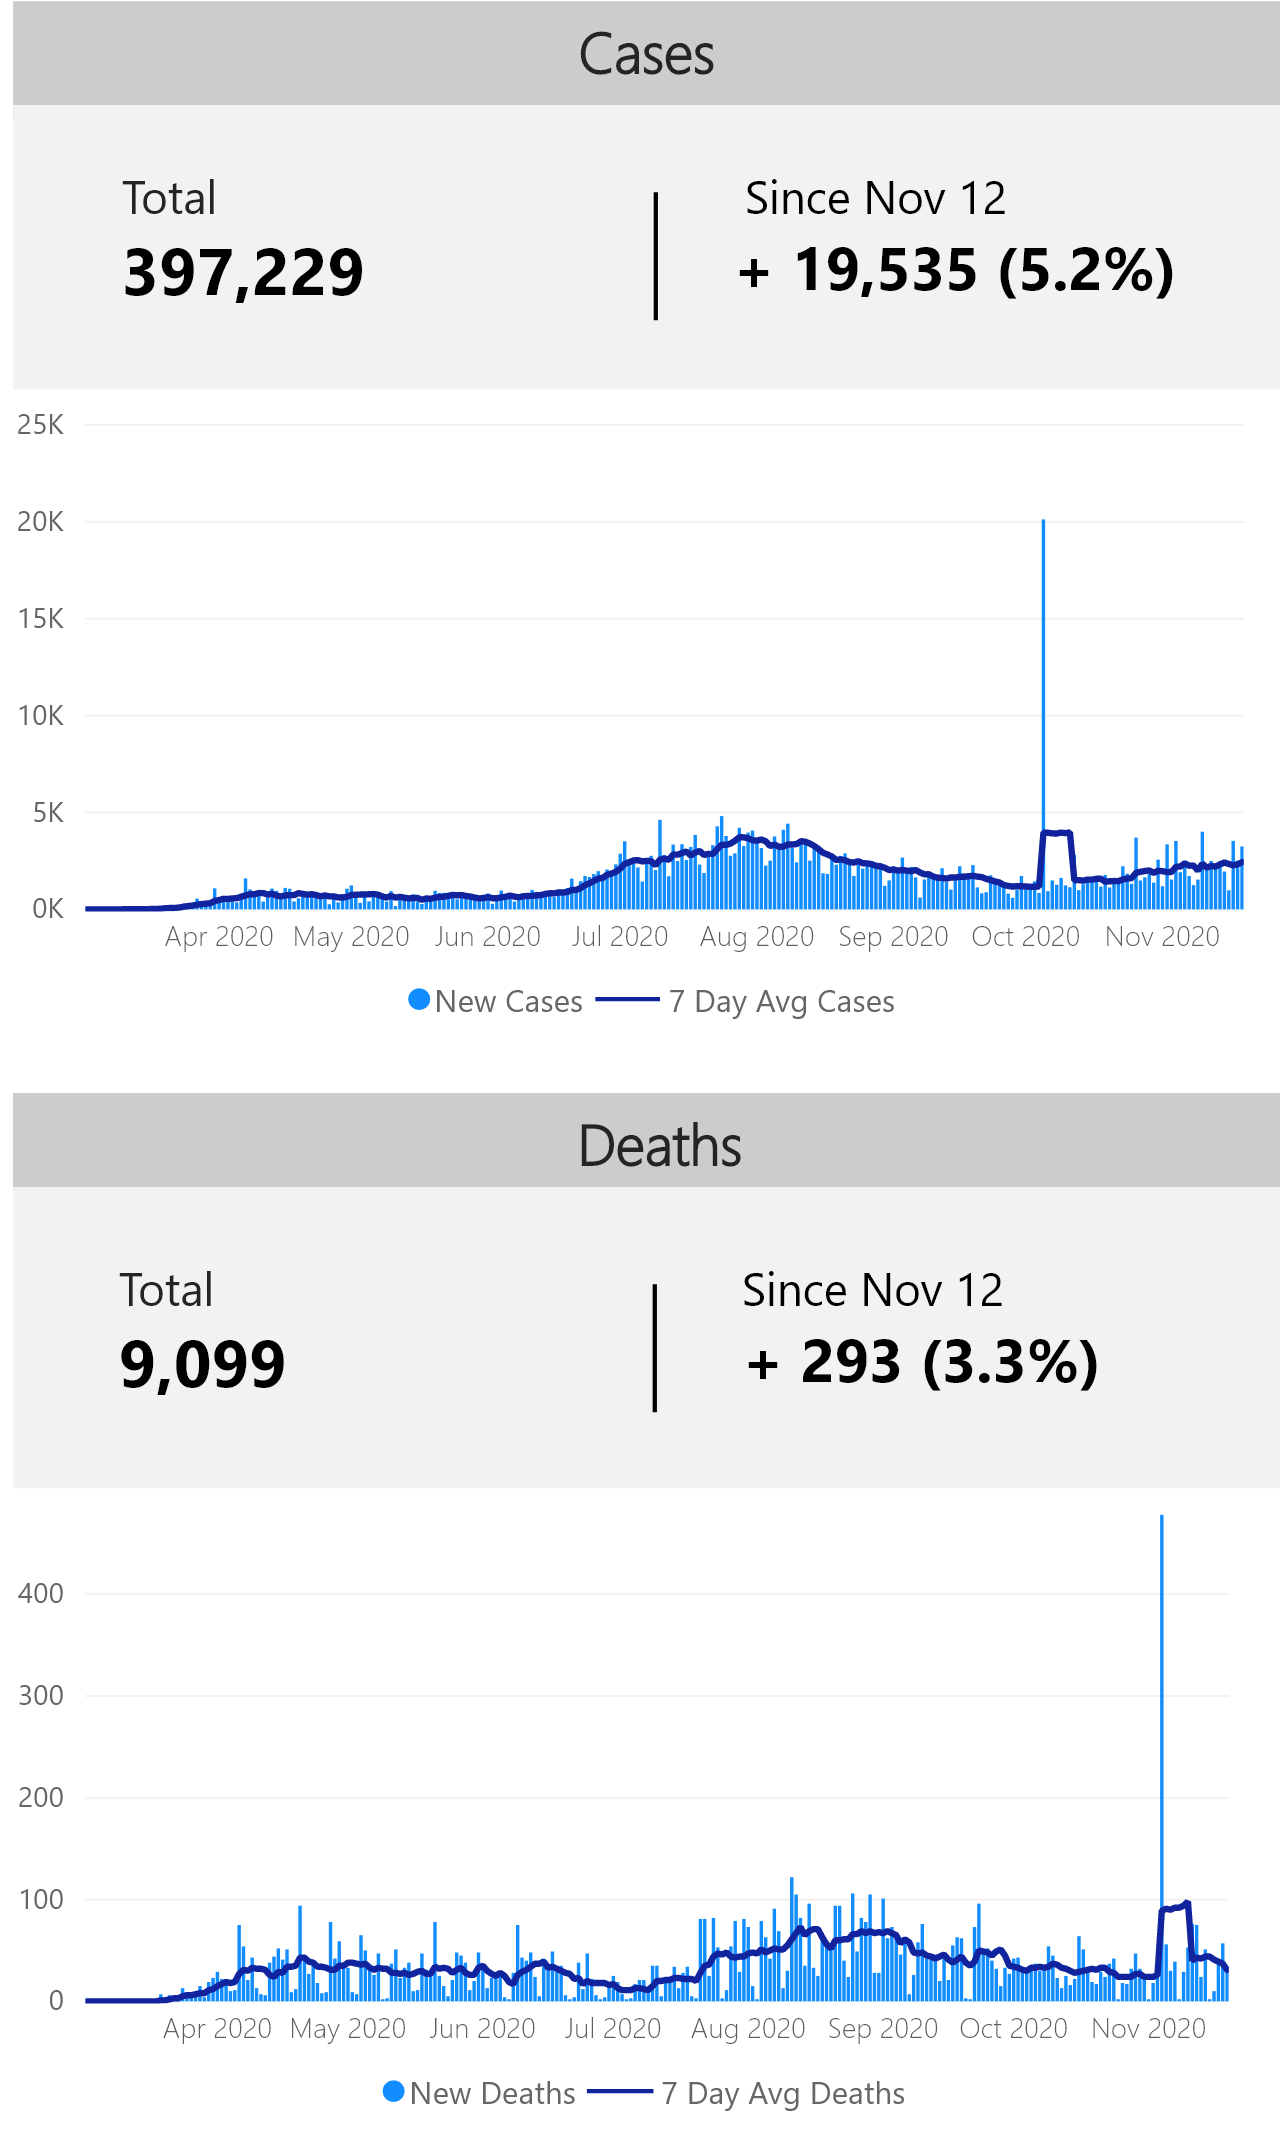 Cases
Total
397,229
Since Nov 12
+ 19,535 (5.2%)
25K
20K
15K
10K
5K
0K
Apr 2020 May 2020 Jun 2020 Jul 2020 Aug 2020 Sep 2020 Oct 2020 Nov 2020
New Cases 7 Day Avg Cases
Deaths
Total
9,099
Since Nov 12
+ 293 (3.3%)
400
300
200
100
0
Apr 2020 May 2020 Jun 2020 Jul 2020 Aug 2020 Sep 2020 Oct 2020 Nov 2020
New Deaths 7 Day Avg Deaths